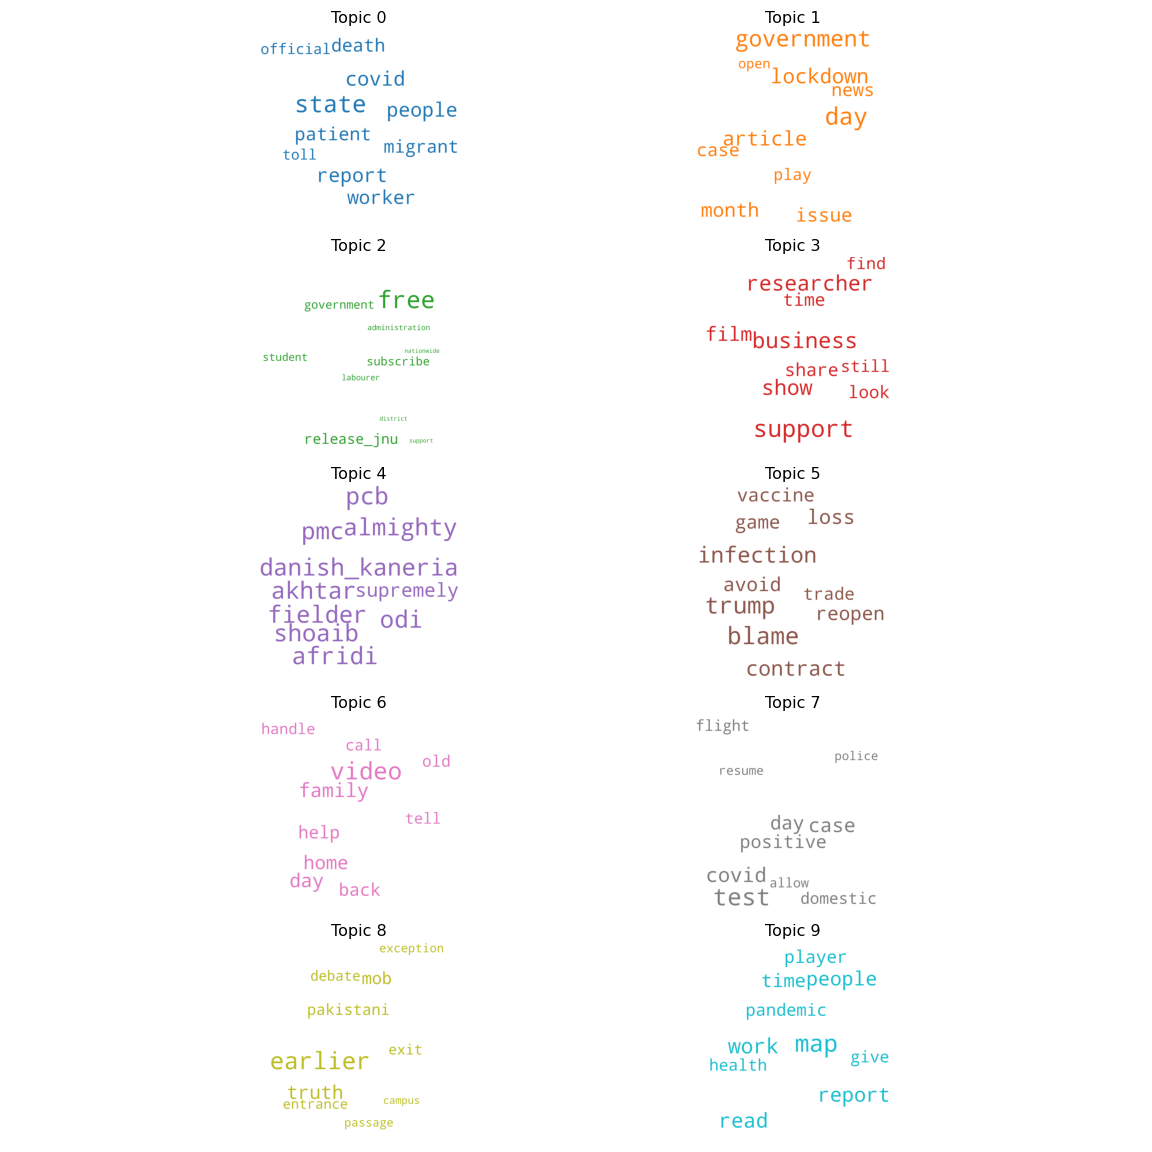 Topic 0
official death
covid
state people
patient
migrant
toll
report
worker
Topic 1
government
open
lockdown
news
day
article
case
play
month issue
Topic 2
free
government
administration
nationwide
student
subscribe
labourer
district
release_jnu support
Topic 3
find
researcher
time
film business
share still
show look
support
Topic 4
pcb
pmc almighty
danish_kaneria
akhtar supremely
fielder odi
shoaib
afridi
Topic 5
vaccine
game loss
infection
avoid trade
trump reopen
blame
contract
Topic 6
handle
call
video old
family
tell
help
home
day back
Topic 7
flight
police
resume
day case
positive
covid
allow
test domestic
Topic 8
exception
debate mob
pakistani
exit
earlier
truth
entrance campus
passage
Topic 9
player
time people
pandemic
work map
health give
report
read